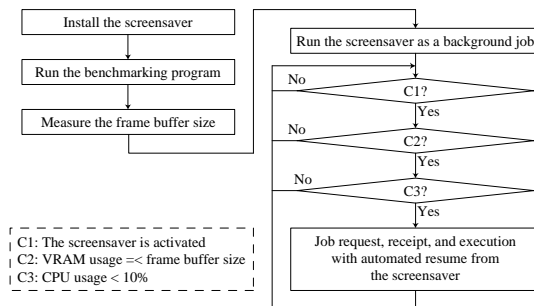 Install the screensaver
Run the benchmarking program
Measure the frame buffer size
Run the screensaver as a background job
No
C1?
Yes
No
C2?
Yes
No
C3?
Yes
Job request, receipt, and execution
with automated resume from
the screensaver
C1: The screensaver is activated
C2: VRAM usage =< frame buffer size
C3: CPU usage < 10%